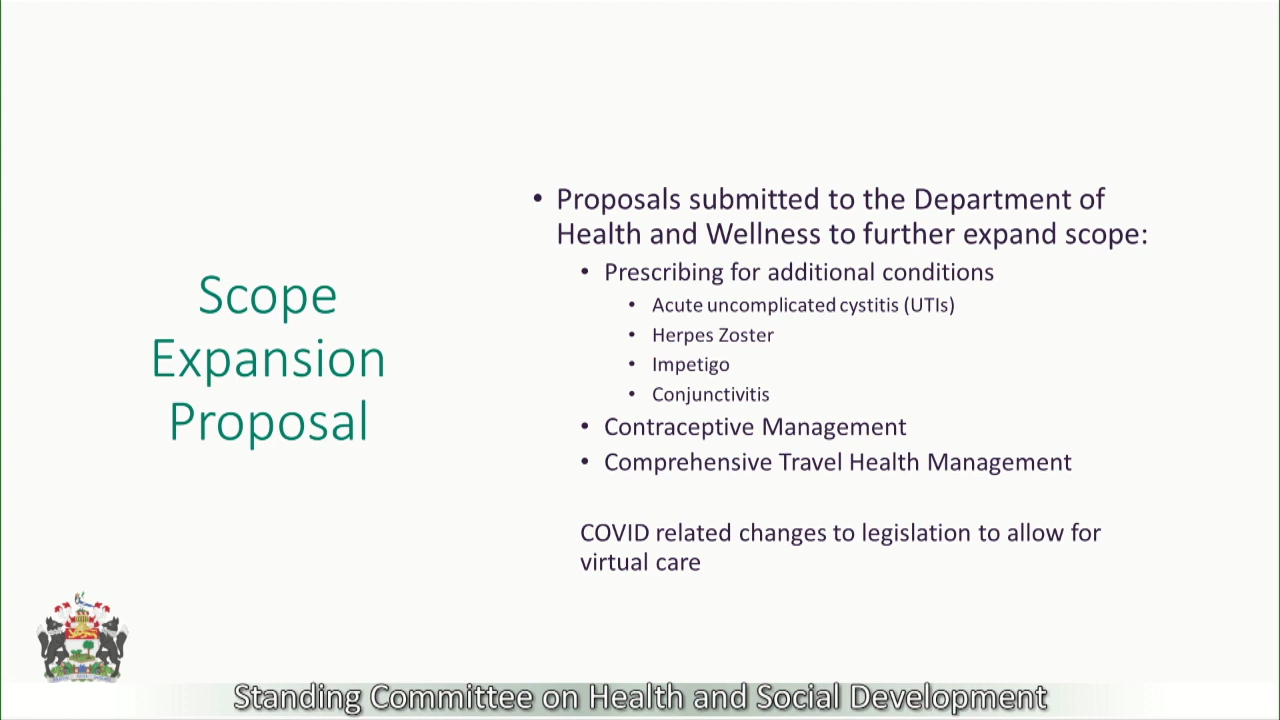 Scope
Expansion
Proposal
• Proposals submitted to the Department of
Health and Wellness to further expand scope:
• Prescribing for additional conditions
• Acute uncomplicated cystitis (UTIs)
• Herpes Zoster
• Impetigo
• Conjunctivitis
• Contraceptive Management
• Comprehensive Travel Health Management
COVID related changes to legislation to allow for
virtual care
Standing Committee on Health and Social Development